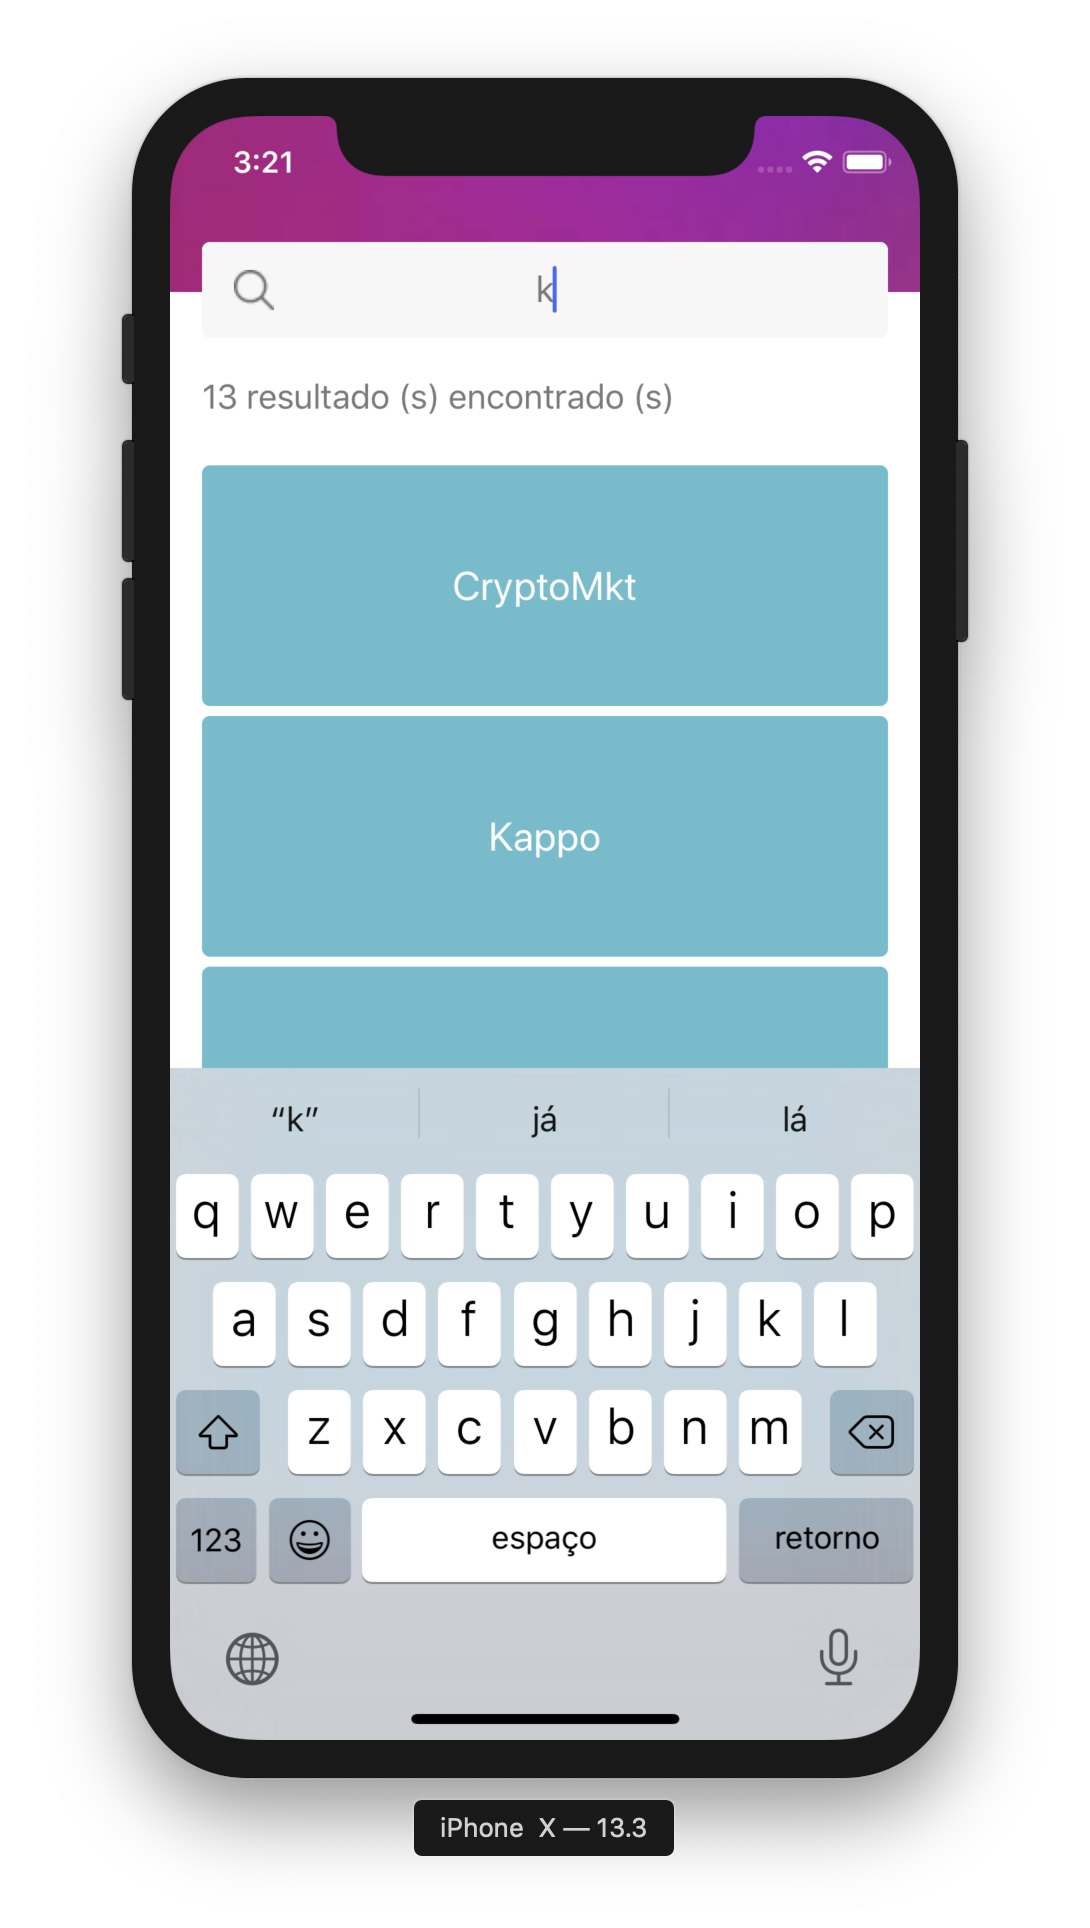 3:21
k
13 resultado (s) encontrado (s)
CryptoMkt
Kappo
“k” já lá
q w e r t y u i o p
a s d f g h j k l
z x c v b n m
123 espaço retorno
iPhone X — 13.3